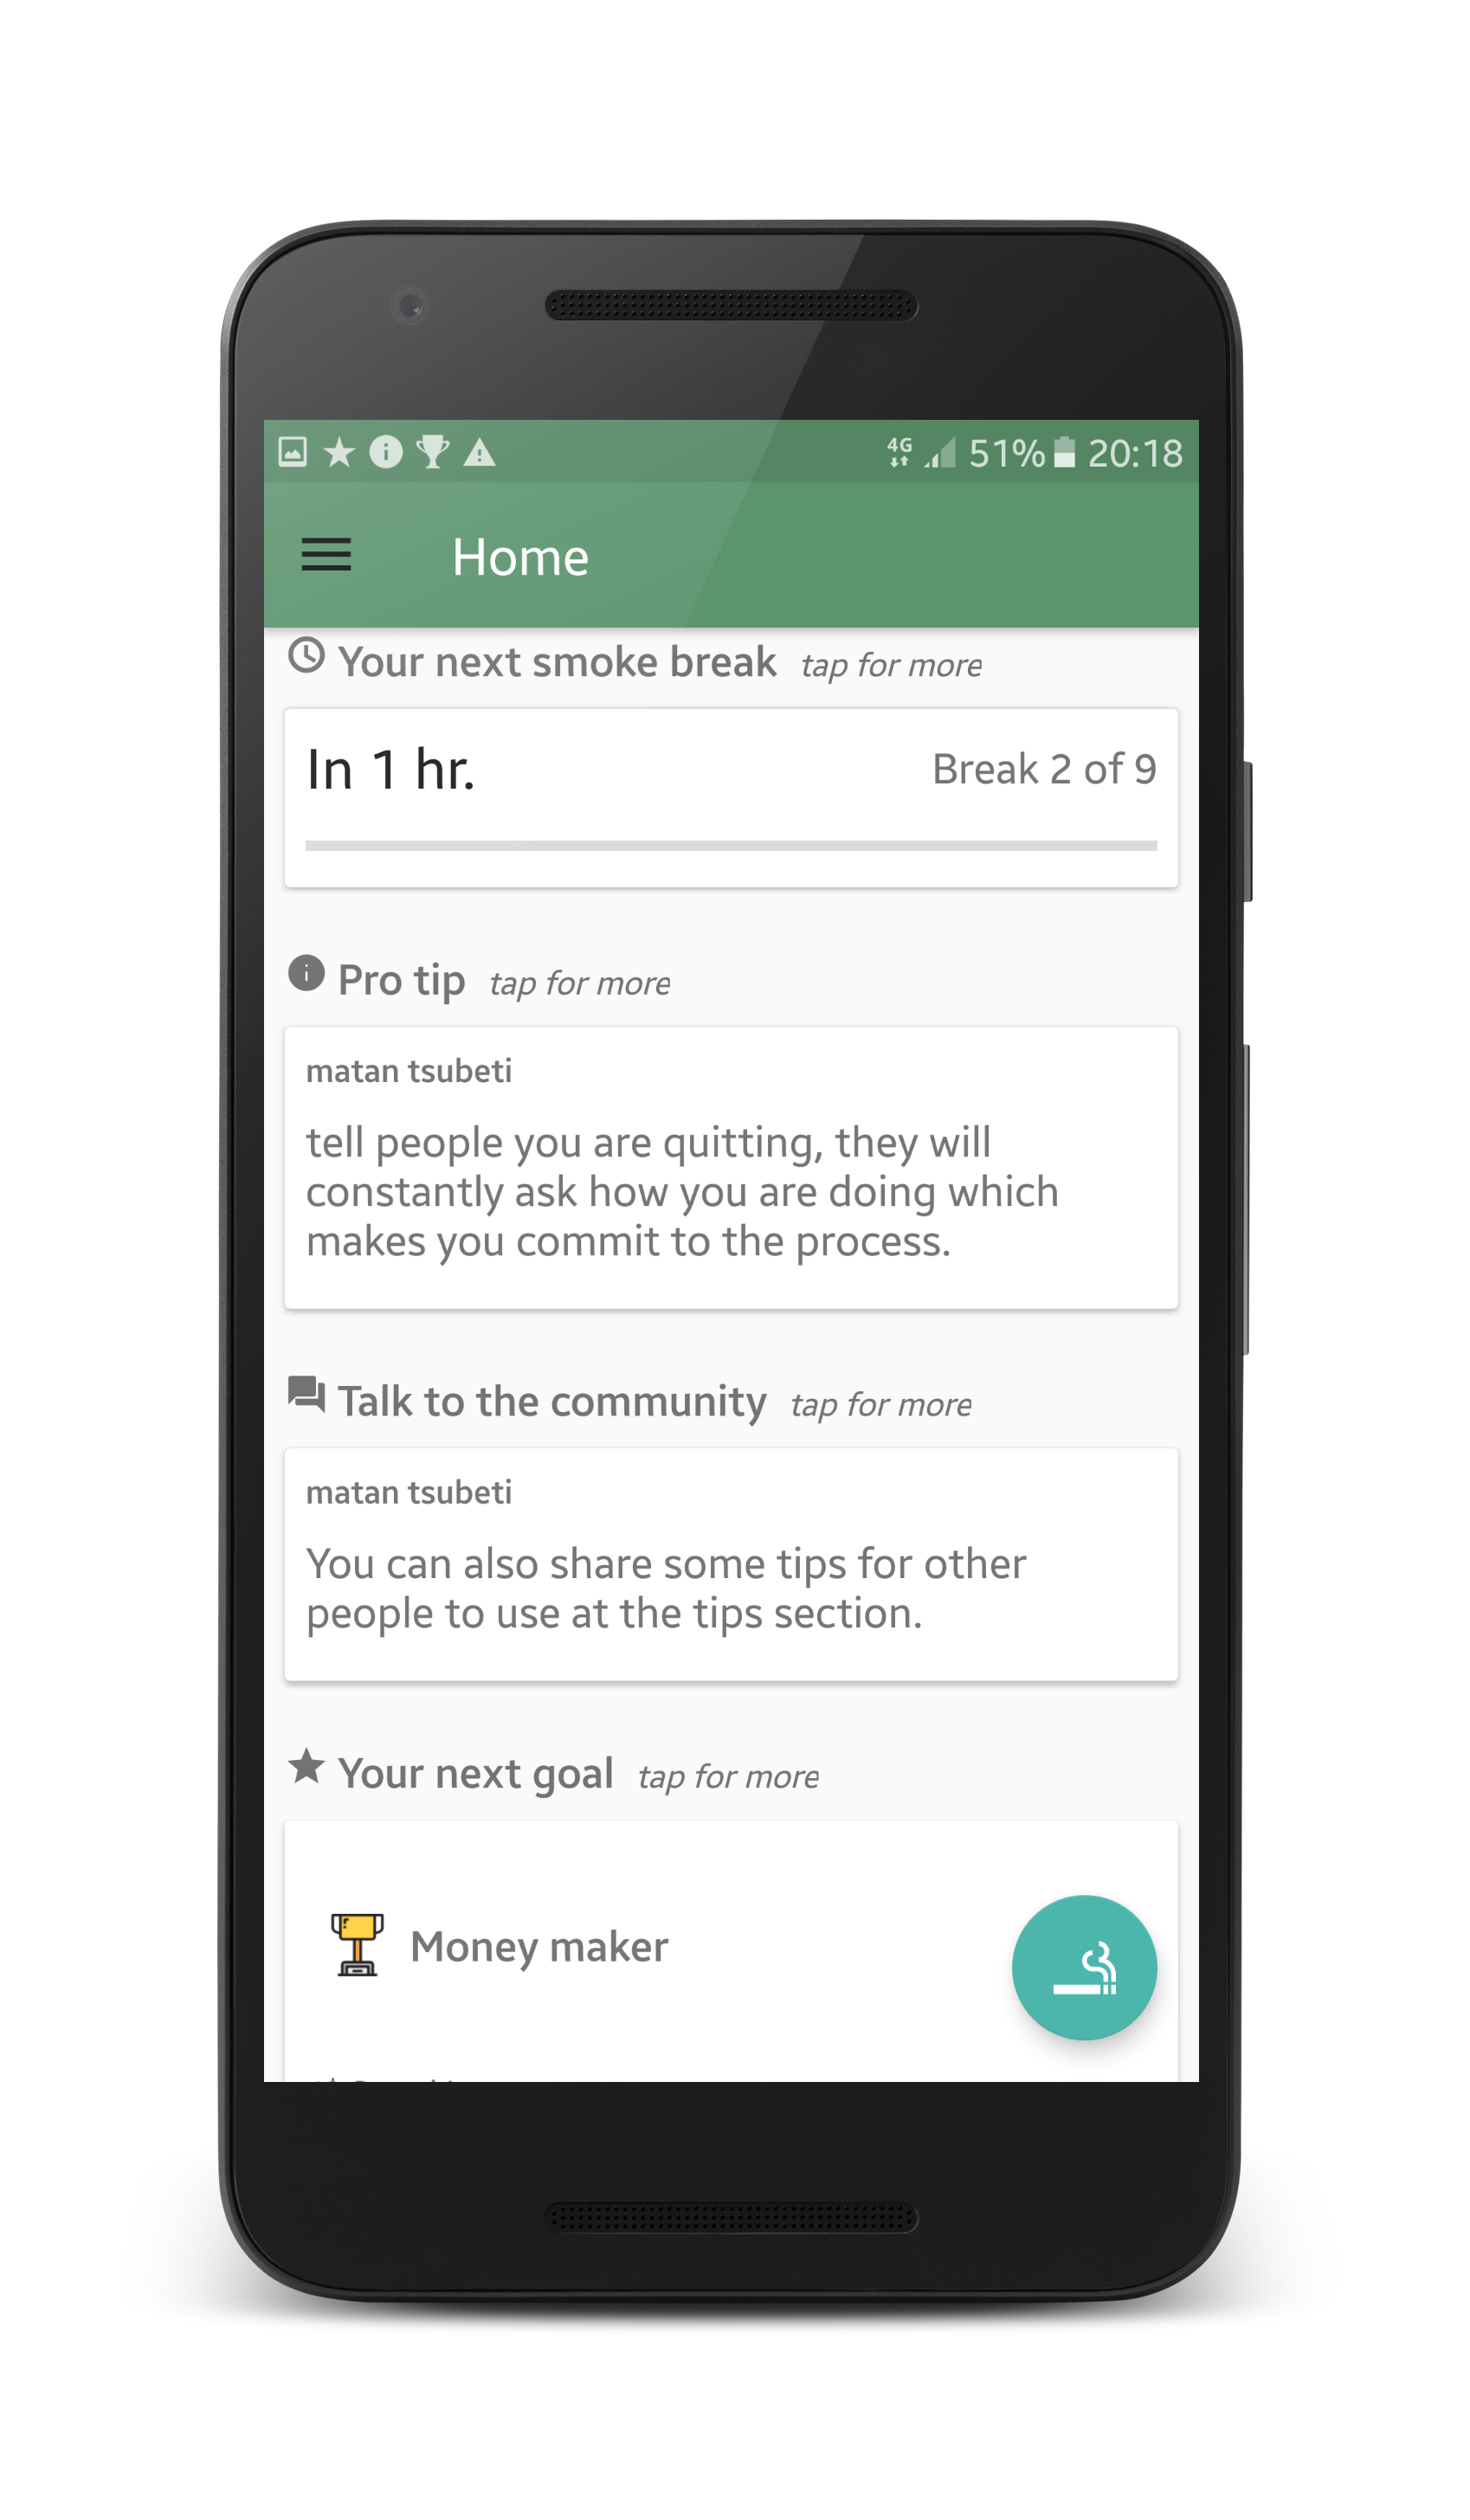 4G 51% 20:18
Home
Your next smoke break tap for more
In 1 hr. Break 2 of 9
Pro tip tap for more
matan tsubeti
tell people you are quitting, they will
constantly ask how you are doing which
makes you commit to the process.
Talk to the community tap for more
matan tsubeti
You can also share some tips for other
people to use at the tips section.
Your next goal tap for more
Money maker